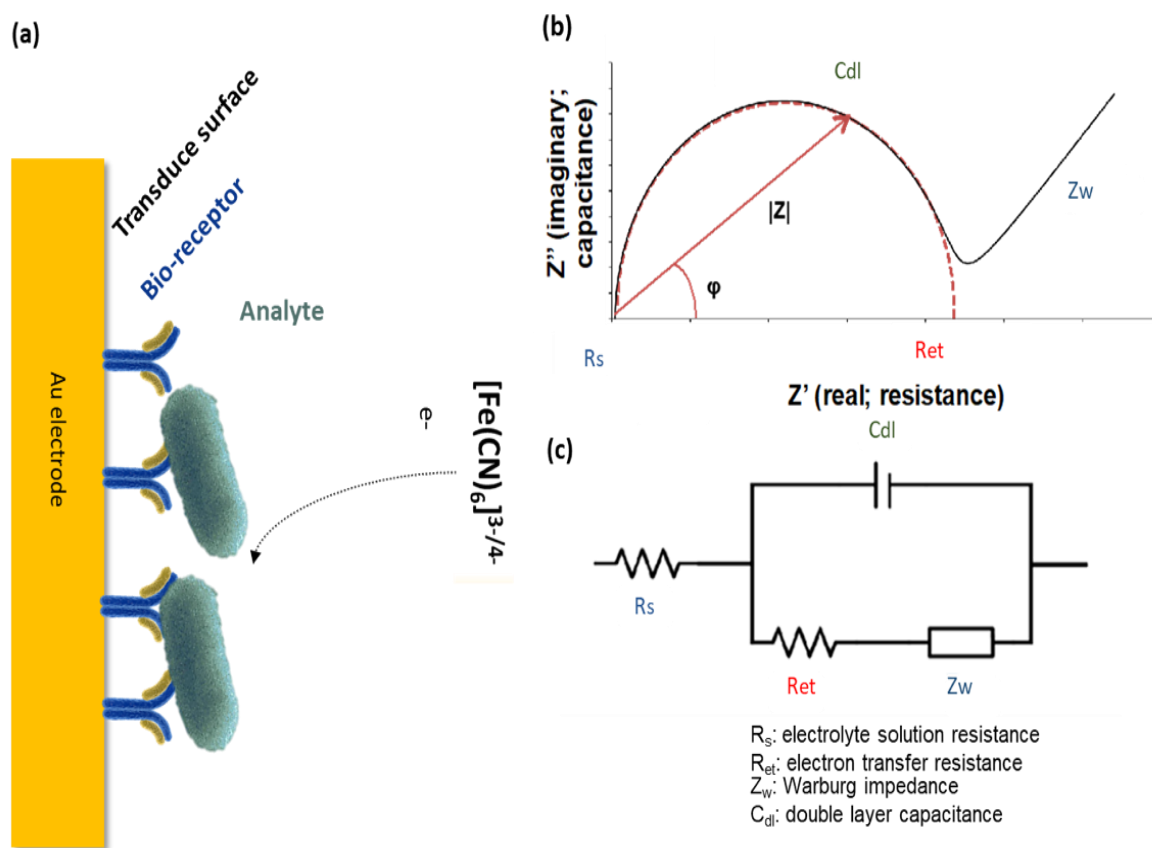 (a)
Transduce surface
Bio-receptor
Analyte
Au electrode
e-
[Fe(CN)6]3-/4-
(b)
Cdl
Z'' (imaginary;
capacitance)
|Z|
φ
Zw
Rs
Ret
Z' (real; resistance)
(c)
Cdl
Rs
Ret
Zw
Rs: electrolyte solution resistance
Ret: electron transfer resistance
Zw: Warburg impedance
Cdl: double layer capacitance